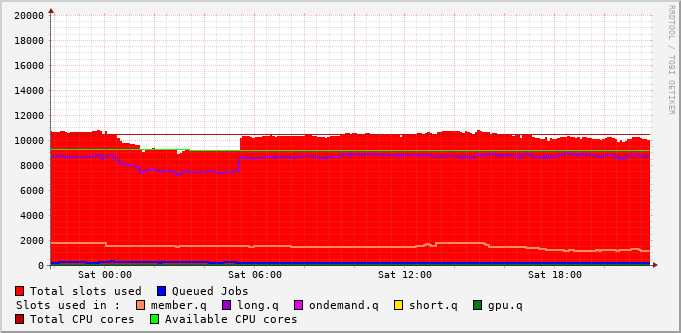 20000
18000
16000
14000
12000
10000
8000
6000
4000
2000
0
Sat 00:00 Sat 06:00 Sat 12:00 Sat 18:00
Total slots used Queued Jobs
Slots used in : member.q long.q ondemand.q short.q gpu.q
Total CPU cores Available CPU cores
RRDTOOL / TOBI OETIKER